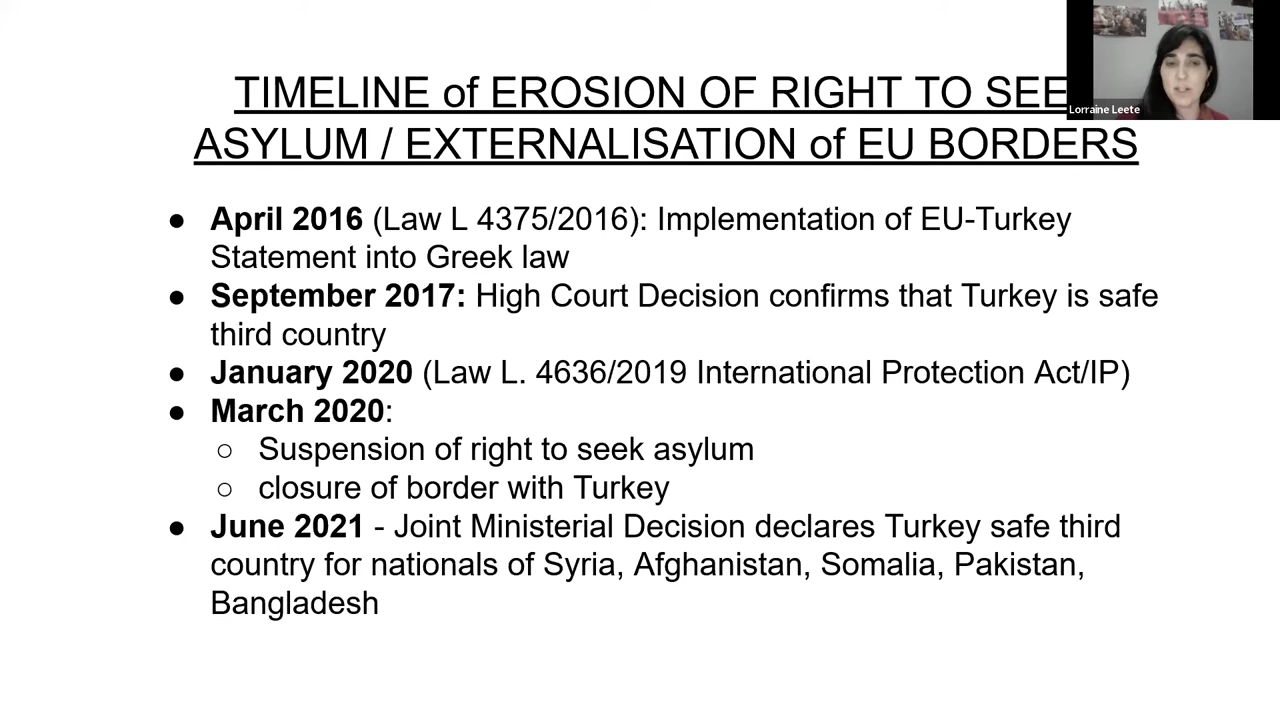 TIMELINE of EROSION OF RIGHT TO SEE
Lorraine Leete
ASYLUM / EXTERNALISATION of EU BORDERS
● April 2016 (Law L 4375/2016): Implementation of EU-Turkey
Statement into Greek law
● September 2017: High Court Decision confirms that Turkey is safe
third country
● January 2020 (Law L. 4636/2019 International Protection Act/IP)
● March 2020:
○ Suspension of right to seek asylum
○ closure of border with Turkey
● June 2021 - Joint Ministerial Decision declares Turkey safe third
country for nationals of Syria, Afghanistan, Somalia, Pakistan,
Bangladesh